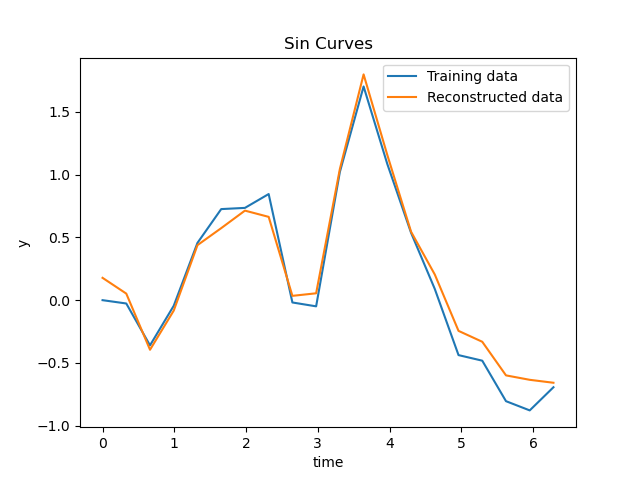 Sin Curves
Training data
Reconstructed data
1.5
1.0
0.5
0.0
−0.5
−1.0
y
0 1 2 3 4 5 6
time